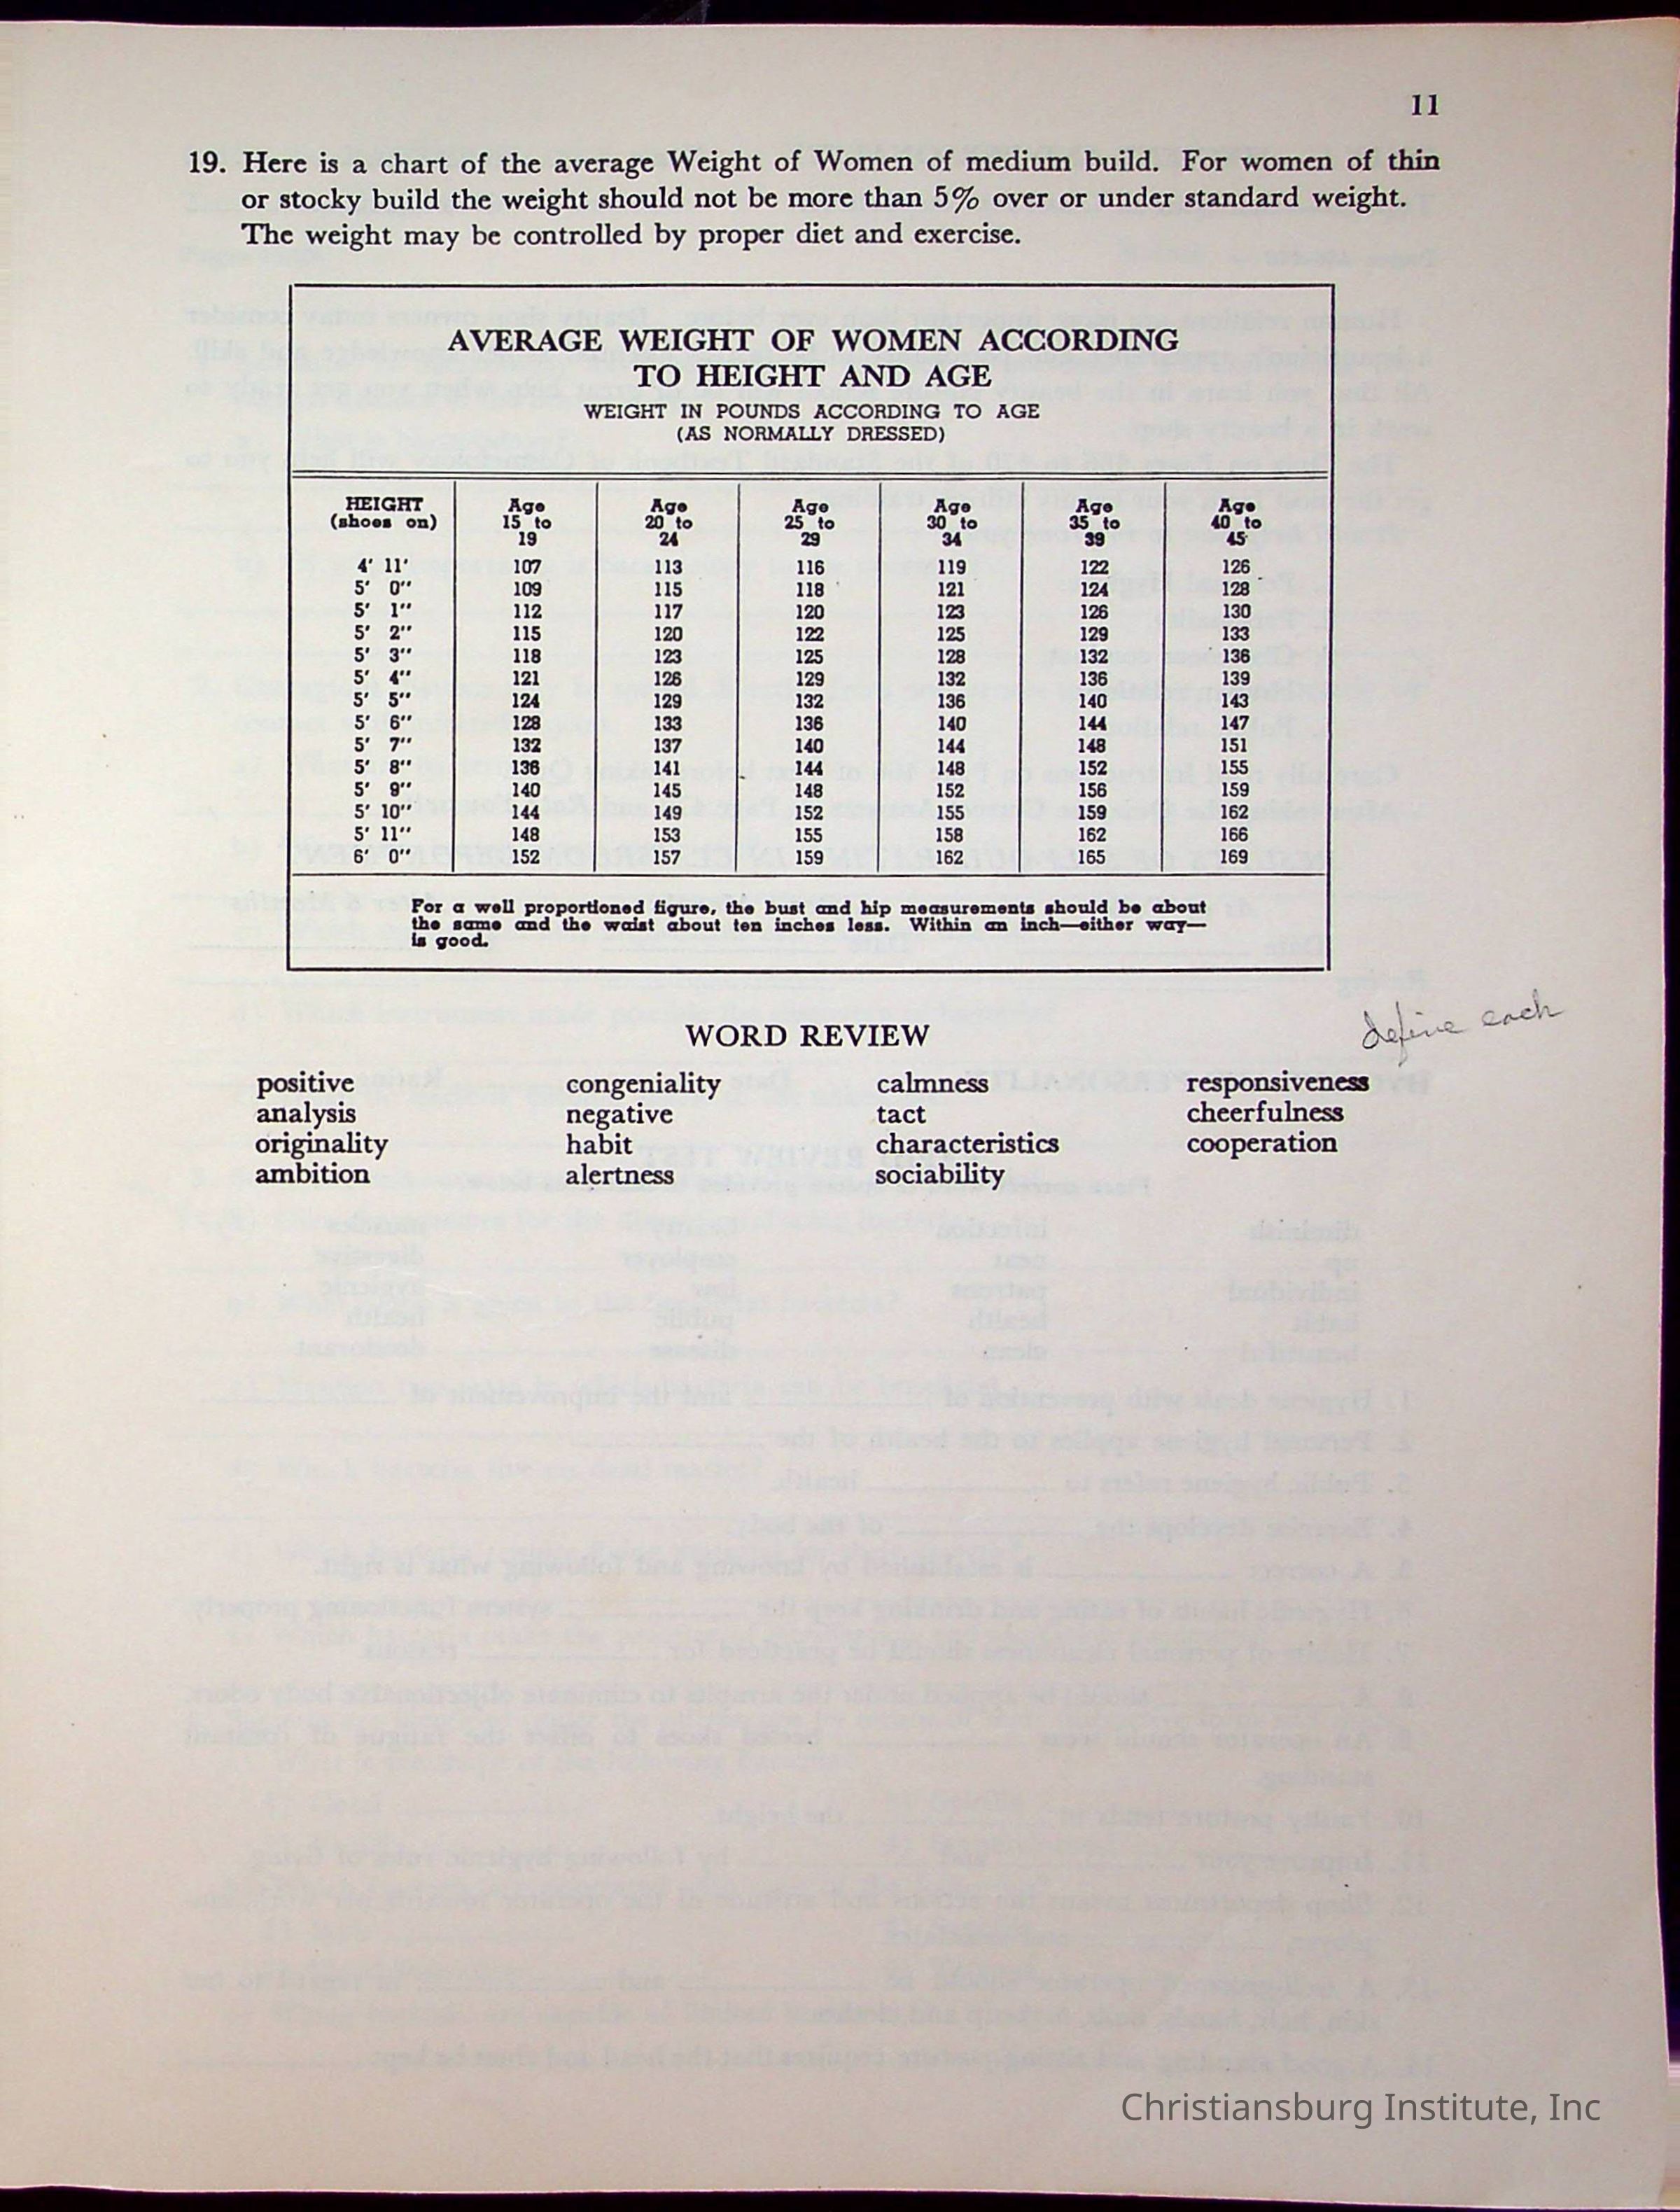 11
19. Here is a chart of the average Weight of Women of medium build. For women of thin
or stocky build the weight should not be more than 5% over or under standard weight.
The weight may be controlled by proper diet and exercise.
AVERAGE WEIGHT OF WOMEN ACCORDING
TO HEIGHT AND AGE
WEIGHT IN POUNDS ACCORDING TO AGE
(AS NORMALLY DRESSED)
HEIGHT Age Age Age Age Age Age
(shoes on) 15 to 20 to 25 to 30 to 35 to 40 to
19 24 29 34 39 45
4' 11' 107 113 116 119 122 126
5' 0" 109 115 118 121 124 128
5' 1" 112 117 120 123 126 130
5' 2" 115 120 122 125 129 133
5' 3" 118 123 125 128 132 136
5' 4" 121 126 129 132 136 139
5' 5" 124 129 132 136 140 143
5' 6" 128 133 136 140 144 147
5' 7" 132 137 140 144 148 151
5' 8" 136 141 144 148 152 155
5' 9" 140 145 148 152 156 159
5' 10" 144 149 152 155 159 162
5' 11" 148 153 155 158 162 166
6' 0" 152 157 159 162 165 169
For a well proportioned figure, the bust and hip measurements should be about
the same and the waist about ten inches less. Within an inch—either way—
is good.
define each
WORD REVIEW
positive congeniality calmness responsiveness
analysis negative tact cheerfulness
originality habit characteristics cooperation
ambition alertness sociability
Christiansburg Institute, Inc